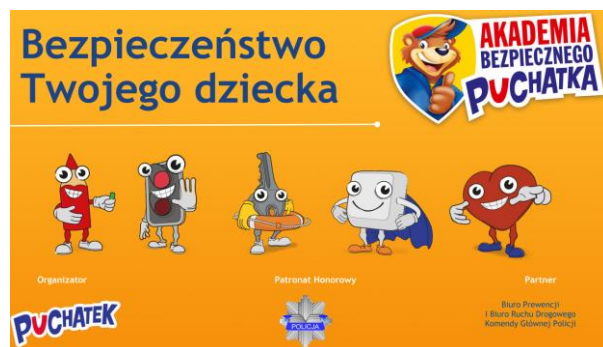 Bezpieczeństwo
Twojego dziecka
AKADEMIA
BEZPIECZNEGO
PUCHATKA
Organizator
Patronat Honorowy
Partner
PUCHATEK
POLICJA
Biuro Prewencji
i Biuro Ruchu Drogowego
Komendy Głównej Policji